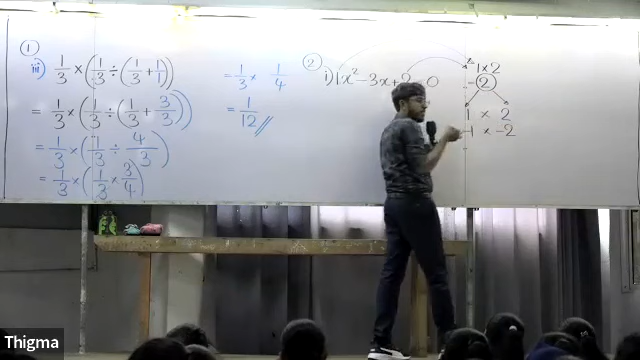 ①
iii) 1/3 × (1/3 ÷ (1/3 + 1/1))
= 1/3 × (1/3 ÷ (1/3 + 3/3))
= 1/3 × (1/3 ÷ 4/3)
= 1/3 × (1/3 × 3/4)
= 1/3 × 1/4
= 1/12 //
②
i) 1x² − 3x + 2 = 0
1×2
2
1 × 2
-1 × -2
Thigma